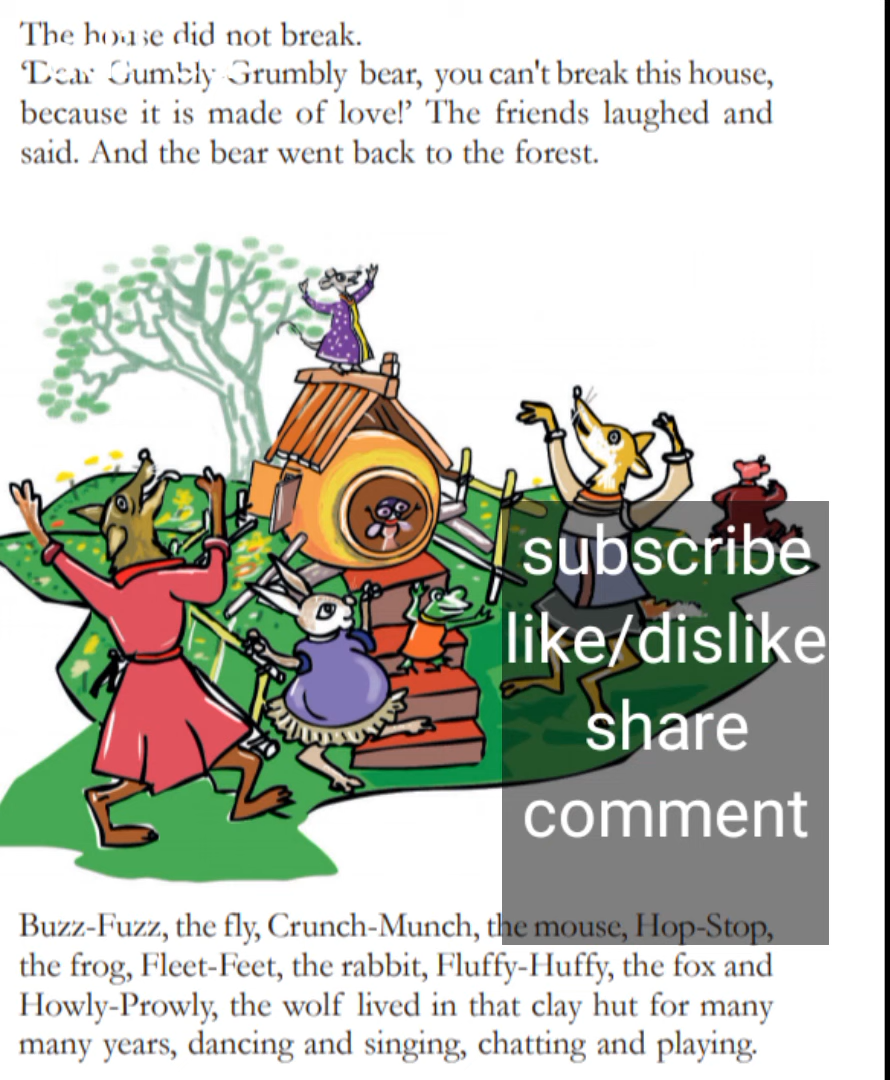 The house did not break.
'Dear Gumbly Grumbly bear, you can't break this house,
because it is made of love!' The friends laughed and
said. And the bear went back to the forest.
subscribe
like/dislike
share
comment
Buzz-Fuzz, the fly, Crunch-Munch, the mouse, Hop-Stop,
the frog, Fleet-Feet, the rabbit, Fluffy-Huffy, the fox and
Howly-Prowly, the wolf lived in that clay hut for many
many years, dancing and singing, chatting and playing.